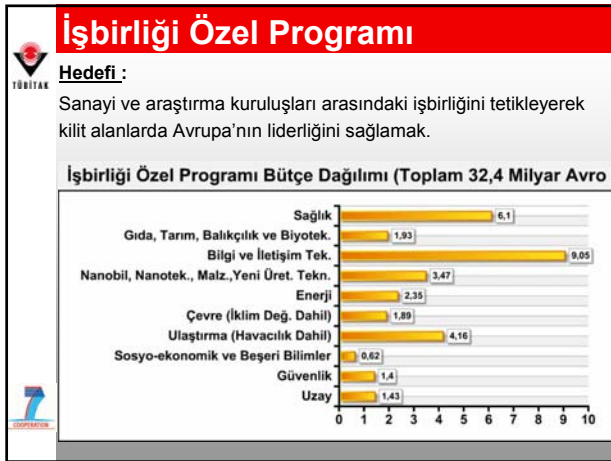 İşbirliği Özel Programı
TÜBİTAK
Hedefi :
Sanayi ve araştırma kuruluşları arasındaki işbirliğini tetikleyerek
kilit alanlarda Avrupa'nın liderliğini sağlamak.
İşbirliği Özel Programı Bütçe Dağılımı (Toplam 32,4 Milyar Avro
Sağlık 6,1
Gıda, Tarım, Balıkçılık ve Biyotek. 1,93
Bilgi ve İletişim Tek. 9,05
Nanobil, Nanotek., Malz.,Yeni Üret. Tekn. 3,47
Enerji 2,35
Çevre (İklim Değ. Dahil) 1,89
Ulaştırma (Havacılık Dahil) 4,16
Sosyo-ekonomik ve Beşeri Bilimler 0,62
Güvenlik 1,4
Uzay 1,43
0 1 2 3 4 5 6 7 8 9 10
7
COOPERATION